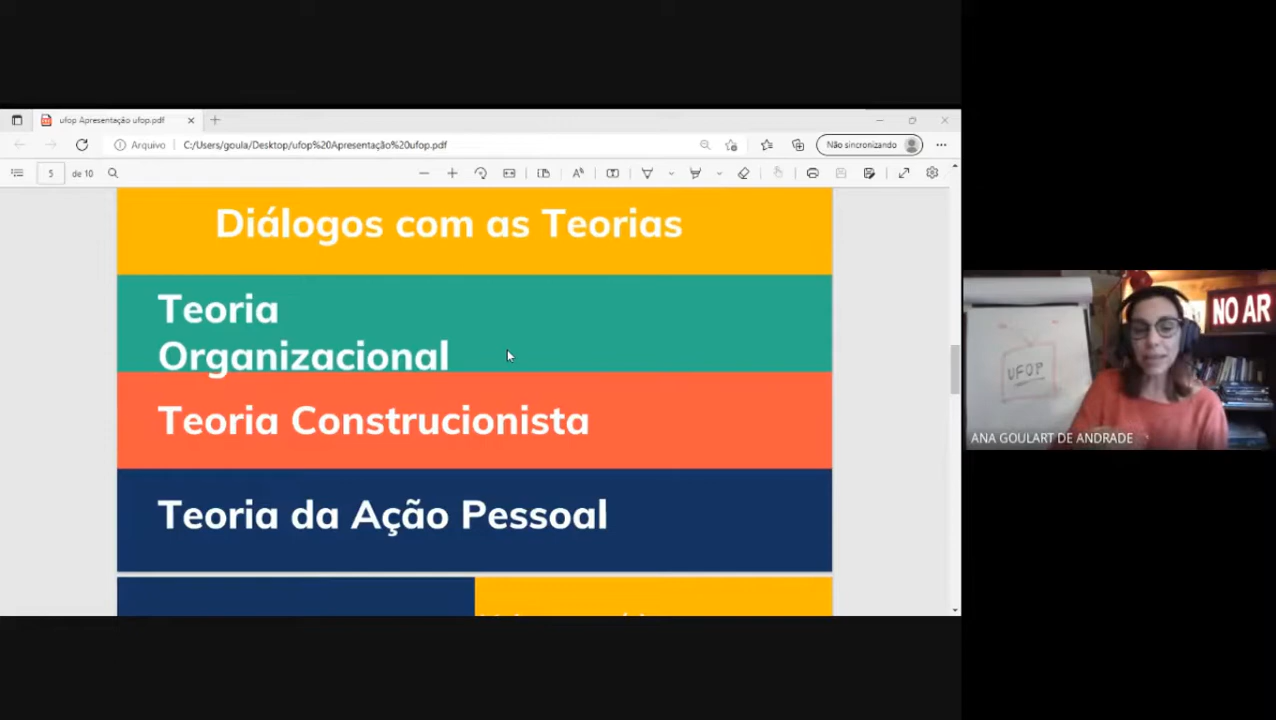 ufop Apresentação ufop.pdf
Arquivo
C:/Users/goula/Desktop/ufop%20Apresentação%20ufop.pdf
Não sincronizando
5 de 10
Diálogos com as Teorias
Teoria
Organizacional
Teoria Construcionista
Teoria da Ação Pessoal
NO AR
UFOP
ANA GOULART DE ANDRADE